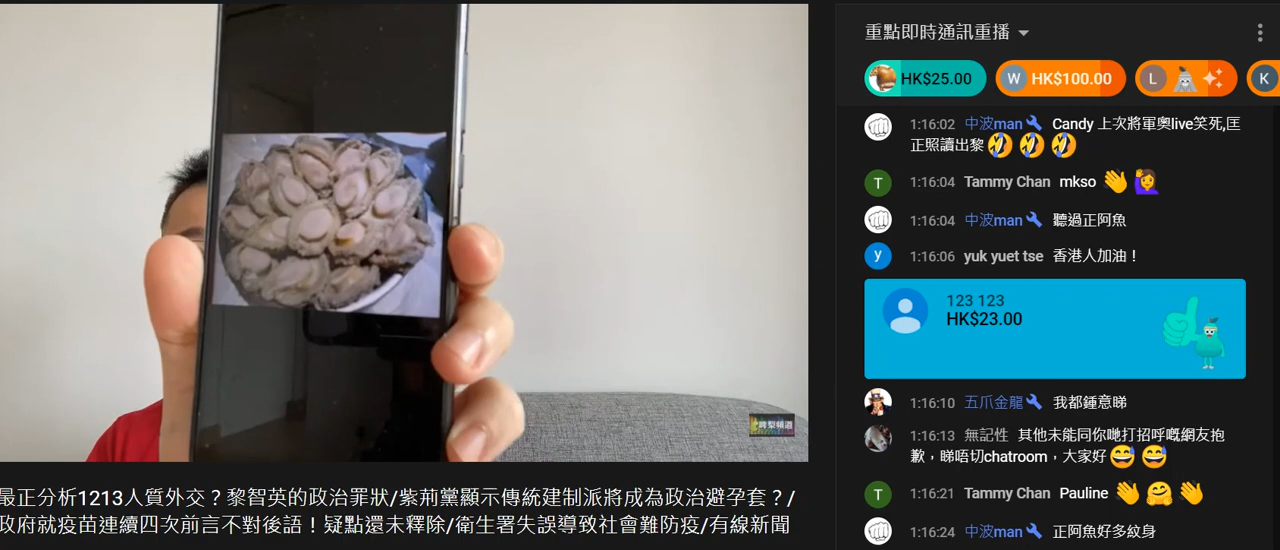 重點即時通訊重播
HK$25.00
W HK$100.00
L
K
1:16:02 中波man Candy 上次將軍奧live笑死,匡
正照讀出黎🤣🤣🤣
T 1:16:04 Tammy Chan mkso 👋🙋‍♀️
1:16:04 中波man 聽過正阿魚
y 1:16:06 yuk yuet tse 香港人加油！
123 123
HK$23.00
1:16:10 五爪金龍 我都鍾意睇
1:16:13 無記性 其他未能同你哋打招呼嘅網友抱
歉，睇唔切chatroom，大家好😅😅
T 1:16:21 Tammy Chan Pauline 👋🤗👋
1:16:24 中波man 正阿魚好多紋身
啤梨頻道
最正分析1213人質外交？黎智英的政治罪狀/紫荊黨顯示傳統建制派將成為政治避孕套？/
政府就疫苗連續四次前言不對後語！疑點還未釋除/衛生署失誤導致社會難防疫/有線新聞